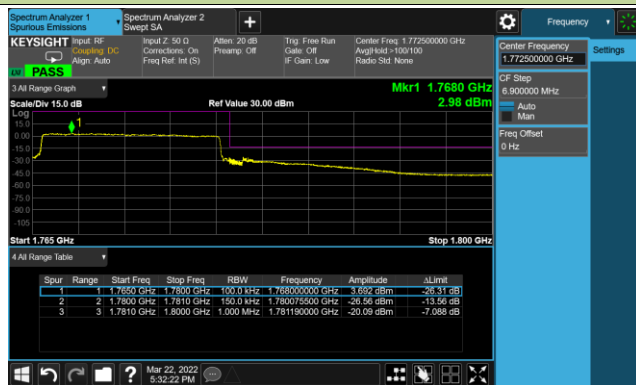 Spectrum Analyzer 1
Spurious Emissions
Spectrum Analyzer 2
Swept SA
Frequency
KEYSIGHT
Input: RF
Coupling: DC
Align: Auto
Input Z: 50 Ω
Corrections: On
Freq Ref: Int (S)
Atten: 20 dB
Preamp: Off
Trig: Free Run
Gate: Off
IF Gain: Low
Center Freq: 1.772500000 GHz
Avg|Hold:>100/100
Radio Std: None
LW PASS
Center Frequency
1.772500000 GHz
Settings
CF Step
6.900000 MHz
Auto
Man
Freq Offset
0 Hz
3 All Range Graph
Mkr1 1.7680 GHz
Scale/Div 15.0 dB
Ref Value 30.00 dBm
2.98 dBm
Log
15.0
0.00
-15.0
-30.0
-45.0
-60.0
-75.0
-90.0
-105
1
Start 1.765 GHz
Stop 1.800 GHz
4 All Range Table
Spur Range Start Freq Stop Freq RBW Frequency Amplitude ΔLimit
1 1 1.7650 GHz 1.7800 GHz 100.0 kHz 1.768000000 GHz 3.692 dBm -26.31 dB
2 2 1.7800 GHz 1.7810 GHz 150.0 kHz 1.780075500 GHz -26.56 dBm -13.56 dB
3 3 1.7810 GHz 1.8000 GHz 1.000 MHz 1.781190000 GHz -20.09 dBm -7.088 dB
Mar 22, 2022
5:32:22 PM